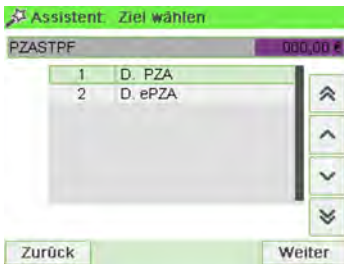 Assistent: Ziel wählen
PZASTPF 000,00 €
1 D. PZA
2 D. ePZA
Zurück Weiter